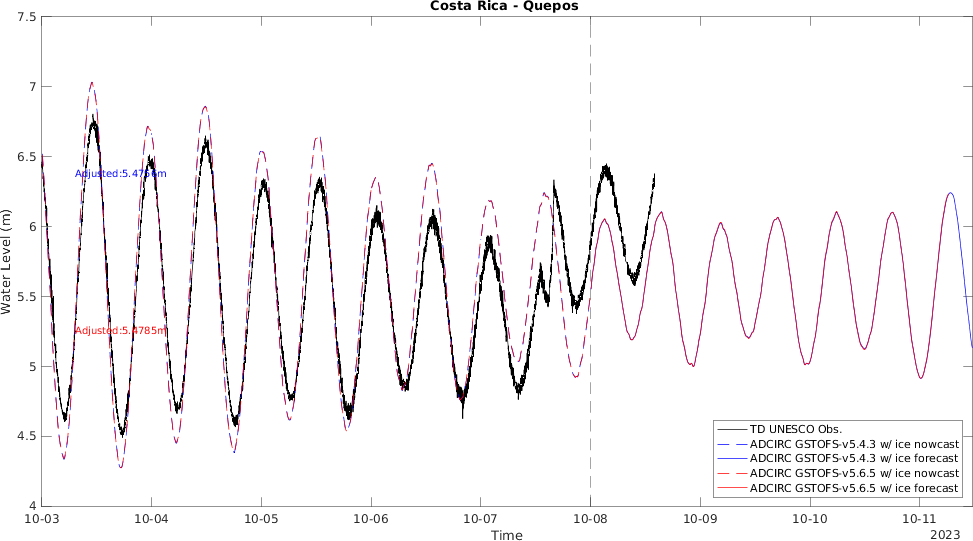 Costa Rica - Quepos
7.5
7
6.5
6
5.5
5
4.5
4
Water Level (m)
Adjusted:5.4756m
Adjusted:5.4785m
TD UNESCO Obs.
ADCIRC GSTOFS-v5.4.3 w/ ice nowcast
ADCIRC GSTOFS-v5.4.3 w/ ice forecast
ADCIRC GSTOFS-v5.6.5 w/ ice nowcast
ADCIRC GSTOFS-v5.6.5 w/ ice forecast
10-03 10-04 10-05 10-06 10-07 10-08 10-09 10-10 10-11
Time
2023